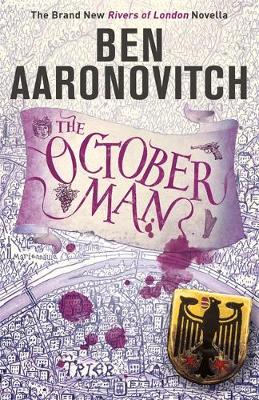 The Brand New Rivers of London Novella
BEN
AARONOVITCH
THE
OCTOBER
MAN
TRIER